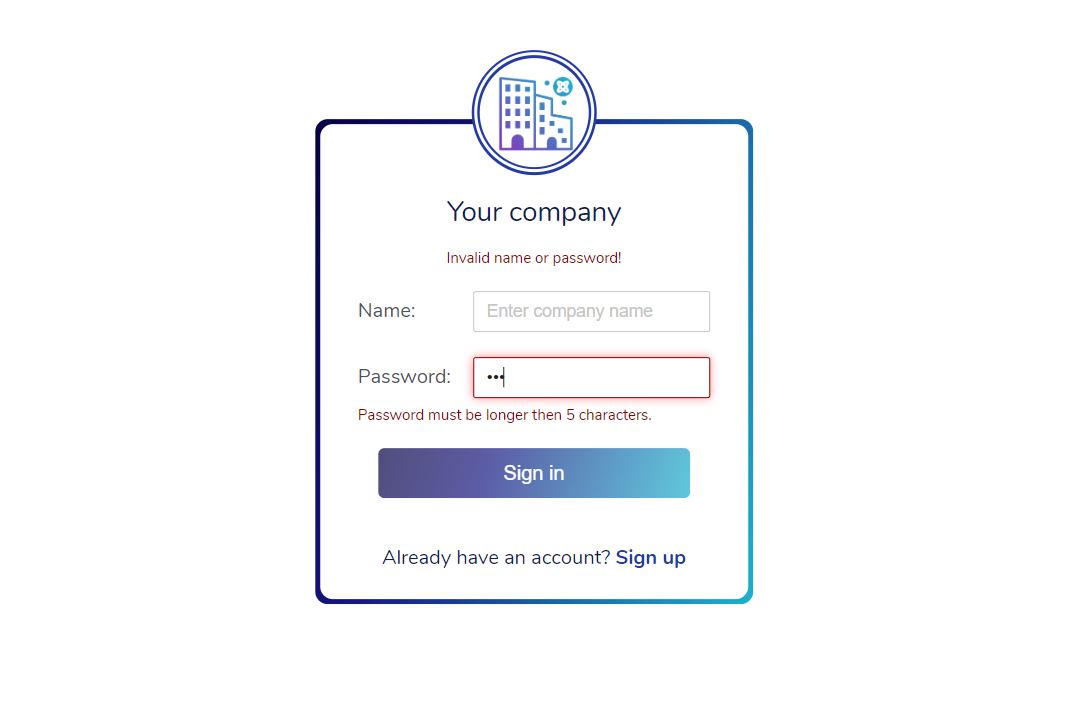 Your company
Invalid name or password!
Name: Enter company name
Password: •••
Password must be longer then 5 characters.
Sign in
Already have an account? Sign up